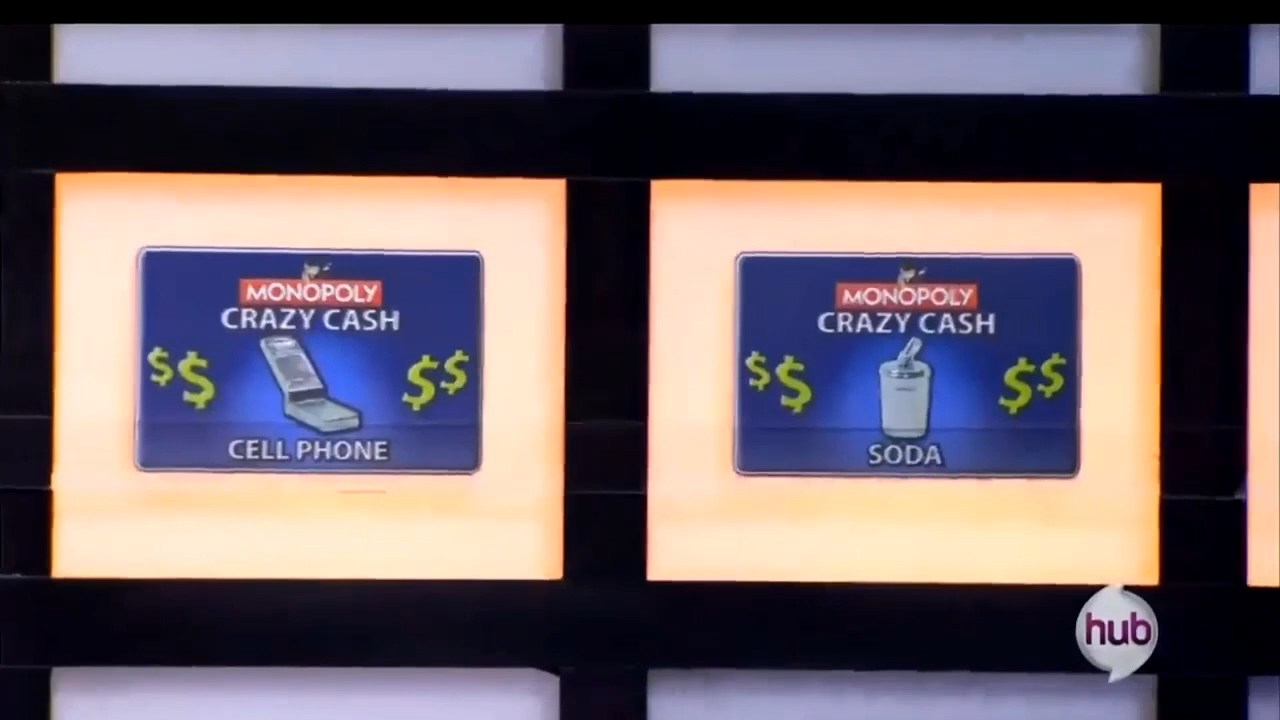 MONOPOLY
CRAZY CASH
$$ $$
CELL PHONE
MONOPOLY
CRAZY CASH
$$ $$
SODA
hub